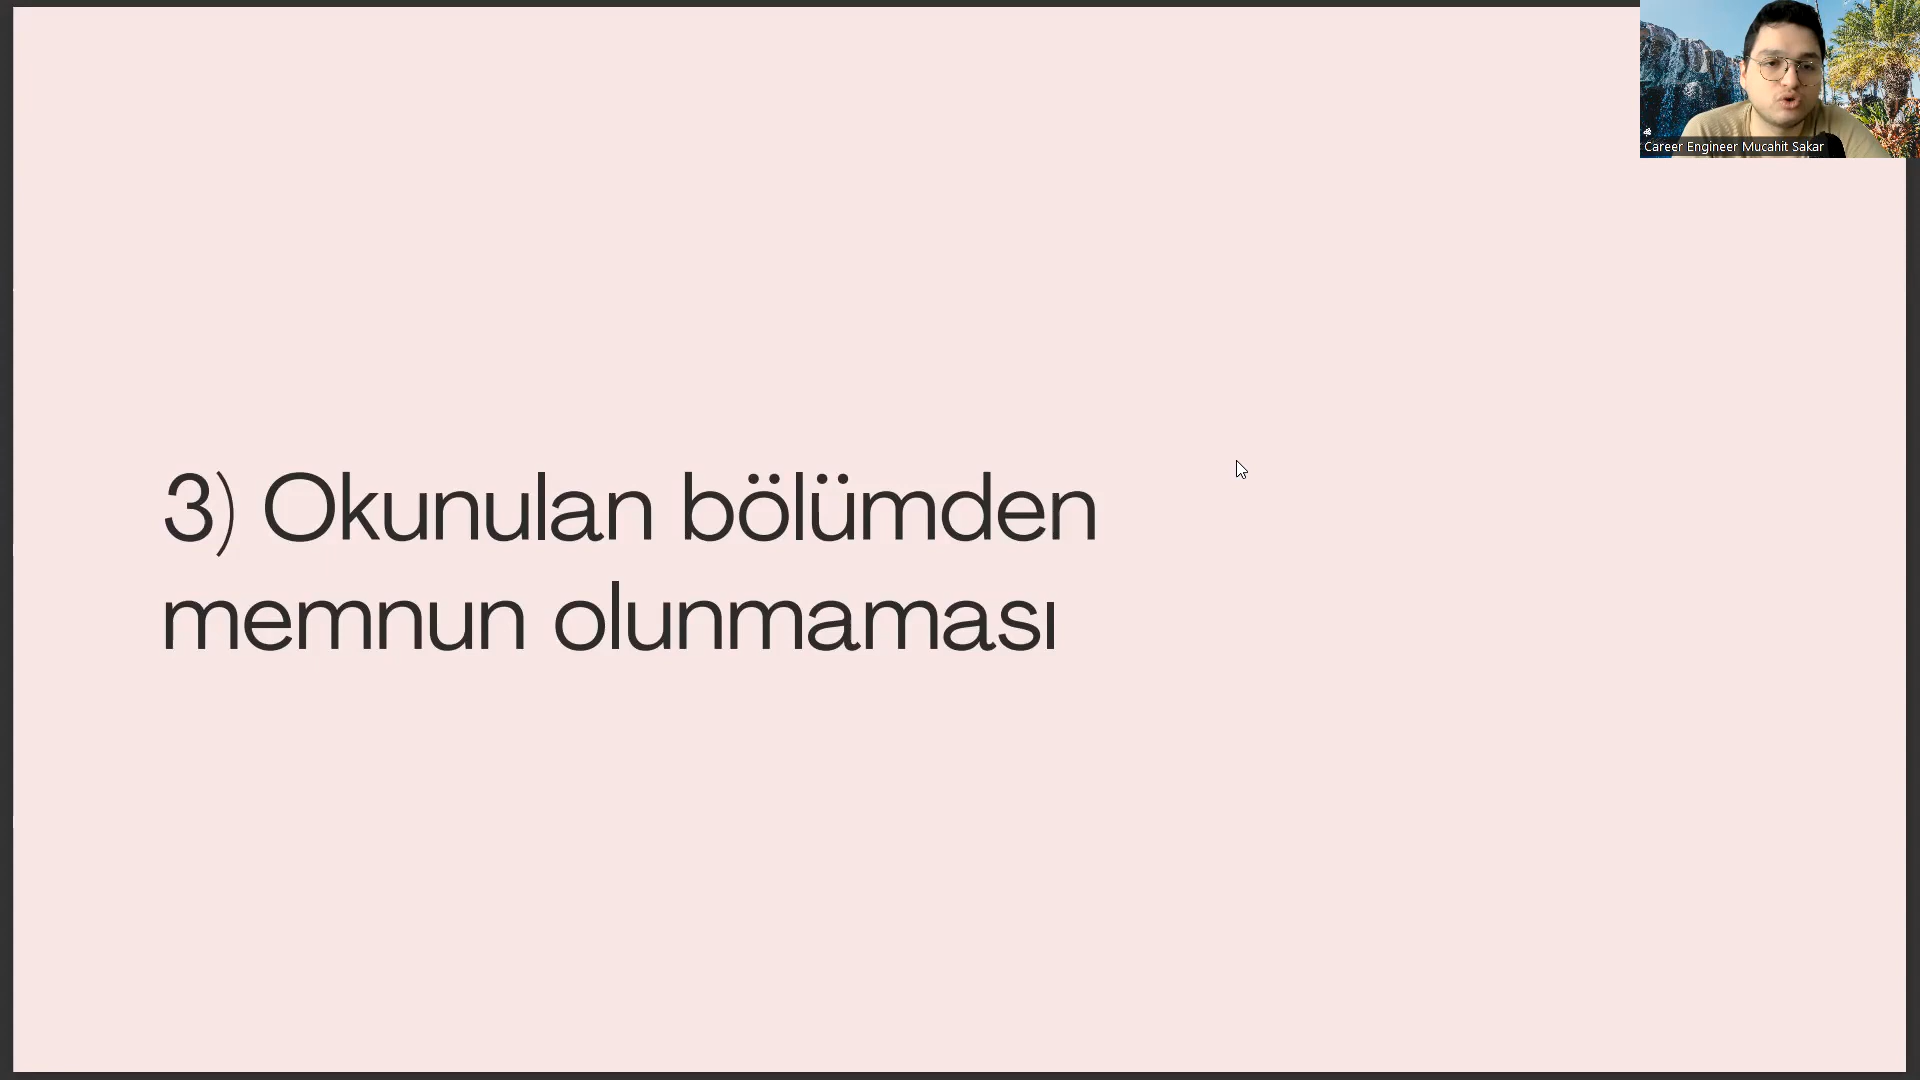 Career Engineer Mucahit Sakar
3) Okunulan bölümden
memnun olunmaması